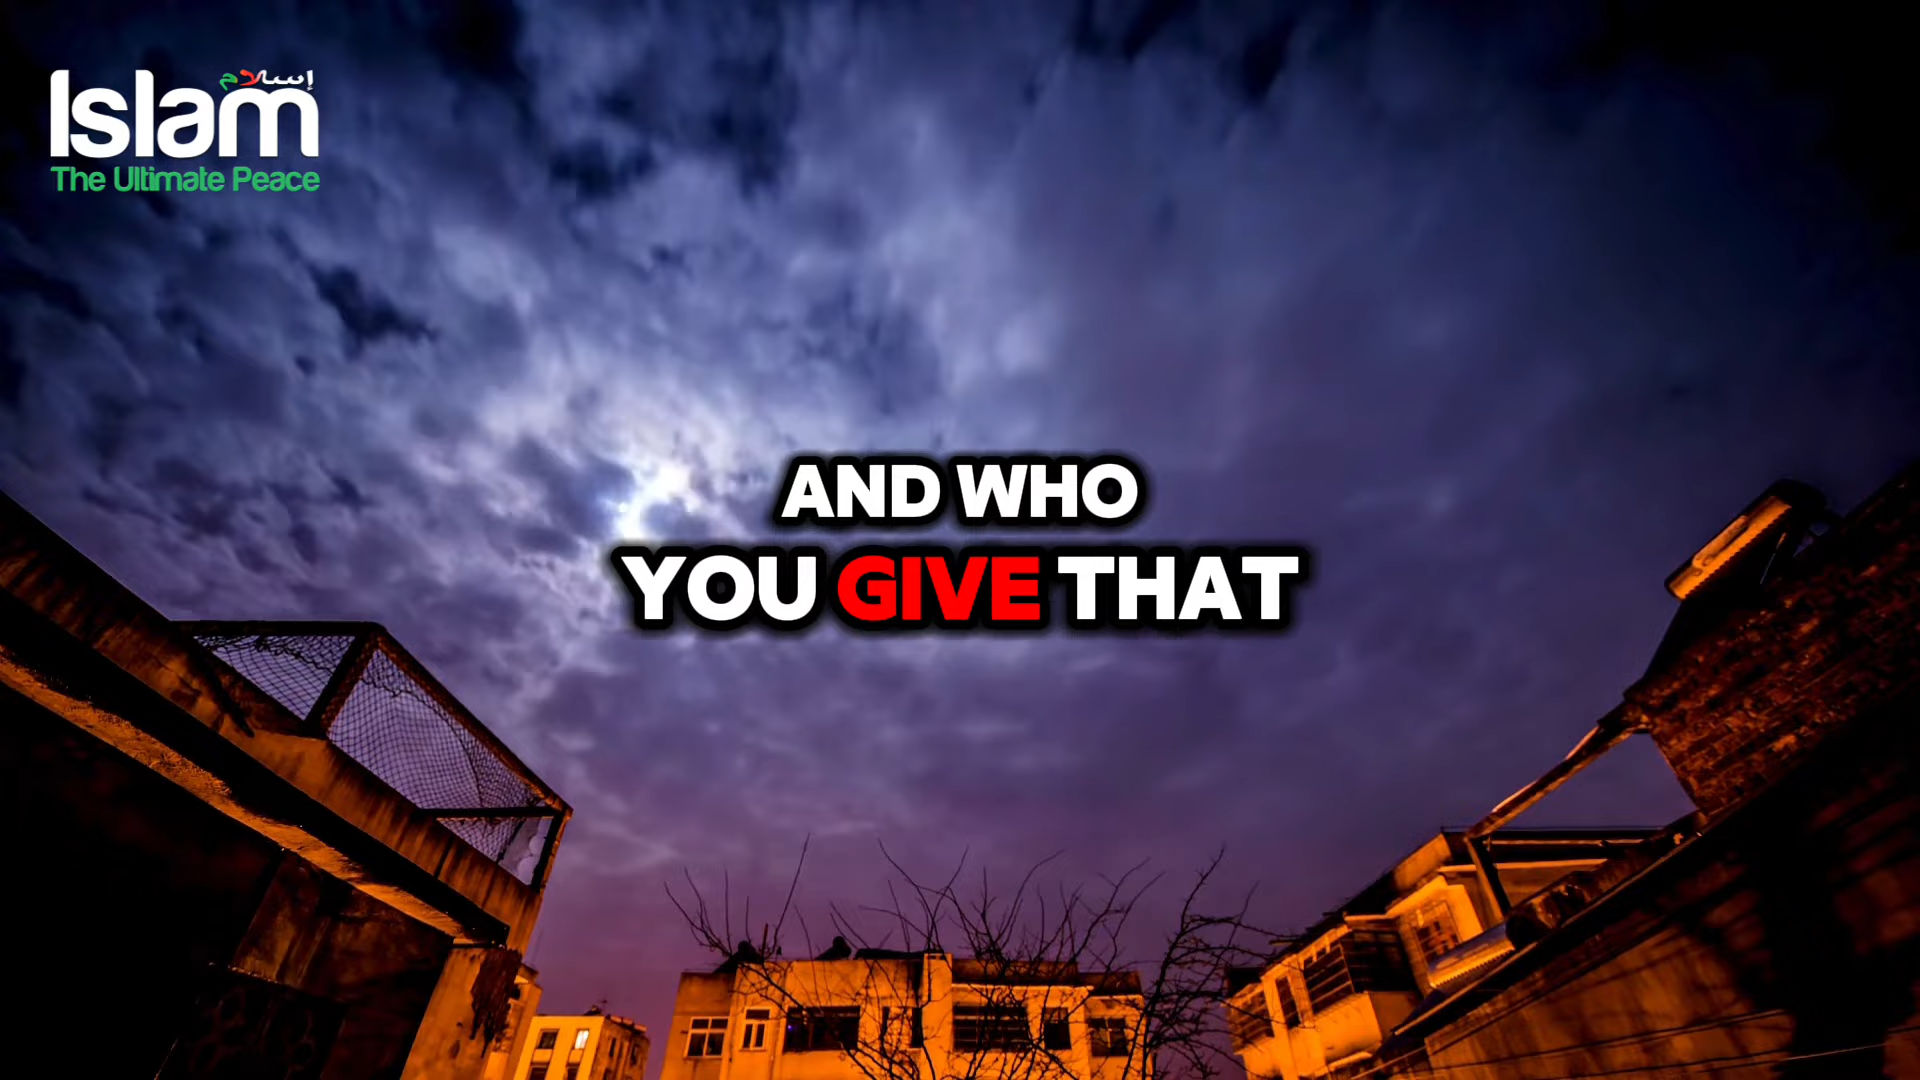 إسلام
Islam
The Ultimate Peace
AND WHO
YOU GIVE THAT